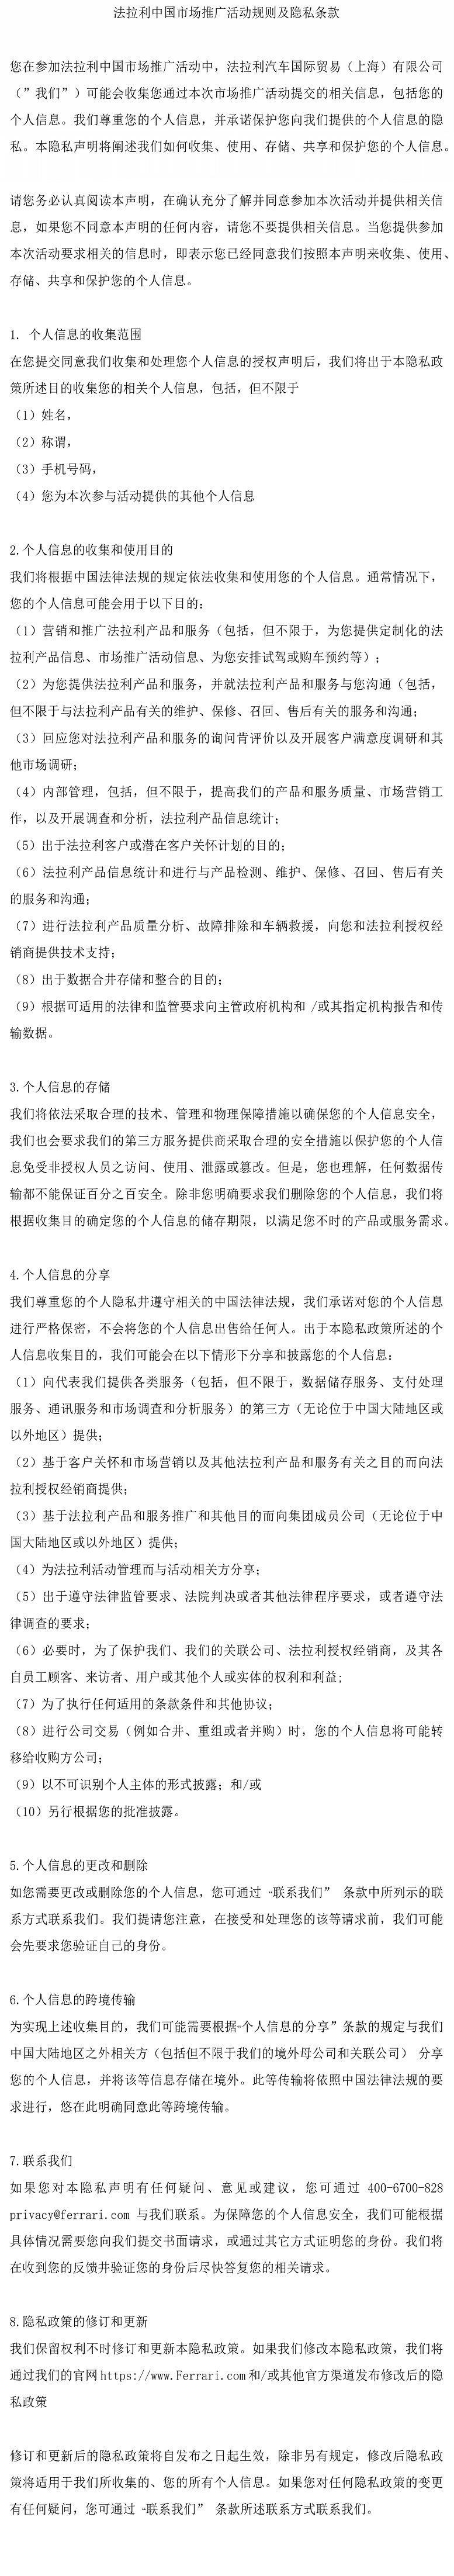 法拉利中国市场推广活动规则及隐私条款
您在参加法拉利中国市场推广活动中，法拉利汽车国际贸易（上海）有限公司
（”我们”）可能会收集您通过本次市场推广活动提交的相关信息，包括您的
个人信息。我们尊重您的个人信息，并承诺保护您向我们提供的个人信息的隐
私。本隐私声明将阐述我们如何收集、使用、存储、共享和保护您的个人信息。
请您务必认真阅读本声明，在确认充分了解并同意参加本次活动并提供相关信
息，如果您不同意本声明的任何内容，请您不要提供相关信息。当您提供参加
本次活动要求相关的信息时，即表示您已经同意我们按照本声明来收集、使用、
存储、共享和保护您的个人信息。
1. 个人信息的收集范围
在您提交同意我们收集和处理您个人信息的授权声明后，我们将出于本隐私政
策所述目的收集您的相关个人信息，包括，但不限于
（1）姓名，
（2）称谓，
（3）手机号码，
（4）您为本次参与活动提供的其他个人信息
2.个人信息的收集和使用目的
我们将根据中国法律法规的规定依法收集和使用您的个人信息。通常情况下，
您的个人信息可能会用于以下目的：
（1）营销和推广法拉利产品和服务（包括，但不限于，为您提供定制化的法
拉利产品信息、市场推广活动信息、为您安排试驾或购车预约等）；
（2）为您提供法拉利产品和服务，并就法拉利产品和服务与您沟通（包括，
但不限于与法拉利产品有关的维护、保修、召回、售后有关的服务和沟通；
（3）回应您对法拉利产品和服务的询问肯评价以及开展客户满意度调研和其
他市场调研；
（4）内部管理，包括，但不限于，提高我们的产品和服务质量、市场营销工
作，以及开展调查和分析，法拉利产品信息统计；
（5）出于法拉利客户或潜在客户关怀计划的目的；
（6）法拉利产品信息统计和进行与产品检测、维护、保修、召回、售后有关
的服务和沟通；
（7）进行法拉利产品质量分析、故障排除和车辆救援，向您和法拉利授权经
销商提供技术支持；
（8）出于数据合井存储和整合的目的；
（9）根据可适用的法律和监管要求向主管政府机构和 /或其指定机构报告和传
输数据。
3.个人信息的存储
我们将依法采取合理的技术、管理和物理保障措施以确保您的个人信息安全，
我们也会要求我们的第三方服务提供商采取合理的安全措施以保护您的个人信
息免受非授权人员之访问、使用、泄露或篡改。但是，您也理解，任何数据传
输都不能保证百分之百安全。除非您明确要求我们删除您的个人信息，我们将
根据收集目的确定您的个人信息的储存期限，以满足您不时的产品或服务需求。
4.个人信息的分享
我们尊重您的个人隐私井遵守相关的中国法律法规，我们承诺对您的个人信息
进行严格保密，不会将您的个人信息出售给任何人。出于本隐私政策所述的个
人信息收集目的，我们可能会在以下情形下分享和披露您的个人信息：
（1）向代表我们提供各类服务（包括，但不限于，数据储存服务、支付处理
服务、通讯服务和市场调查和分析服务）的第三方（无论位于中国大陆地区或
以外地区）提供；
（2）基于客户关怀和市场营销以及其他法拉利产品和服务有关之目的而向法
拉利授权经销商提供；
（3）基于法拉利产品和服务推广和其他目的而向集团成员公司（无论位于中
国大陆地区或以外地区）提供；
（4）为法拉利活动管理而与活动相关方分享；
（5）出于遵守法律监管要求、法院判决或者其他法律程序要求，或者遵守法
律调查的要求；
（6）必要时，为了保护我们、我们的关联公司、法拉利授权经销商，及其各
自员工顾客、来访者、用户或其他个人或实体的权利和利益;
（7）为了执行任何适用的条款条件和其他协议；
（8）进行公司交易（例如合井、重组或者并购）时，您的个人信息将可能转
移给收购方公司；
（9）以不可识别个人主体的形式披露；和/或
（10）另行根据您的批准披露。
5.个人信息的更改和删除
如您需要更改或删除您的个人信息，您可通过 “联系我们” 条款中所列示的联
系方式联系我们。我们提请您注意，在接受和处理您的该等请求前，我们可能
会先要求您验证自己的身份。
6.个人信息的跨境传输
为实现上述收集目的，我们可能需要根据“个人信息的分享”条款的规定与我们
中国大陆地区之外相关方（包括但不限于我们的境外母公司和关联公司） 分享
您的个人信息，并将该等信息存储在境外。此等传输将依照中国法律法规的要
求进行，悠在此明确同意此等跨境传输。
7.联系我们
如果您对本隐私声明有任何疑问、意见或建议，您可通过 400-6700-828
privacy@ferrari.com 与我们联系。为保障您的个人信息安全，我们可能根据
具体情况需要您向我们提交书面请求，或通过其它方式证明您的身份。我们将
在收到您的反馈井验证您的身份后尽快答复您的相关请求。
8.隐私政策的修订和更新
我们保留权利不时修订和更新本隐私政策。如果我们修改本隐私政策，我们将
通过我们的官网https://www.Ferrari.com和/或其他官方渠道发布修改后的隐
私政策
修订和更新后的隐私政策将自发布之日起生效，除非另有规定，修改后隐私政
策将适用于我们所收集的、您的所有个人信息。如果您对任何隐私政策的变更
有任何疑问，您可通过 “联系我们” 条款所述联系方式联系我们。